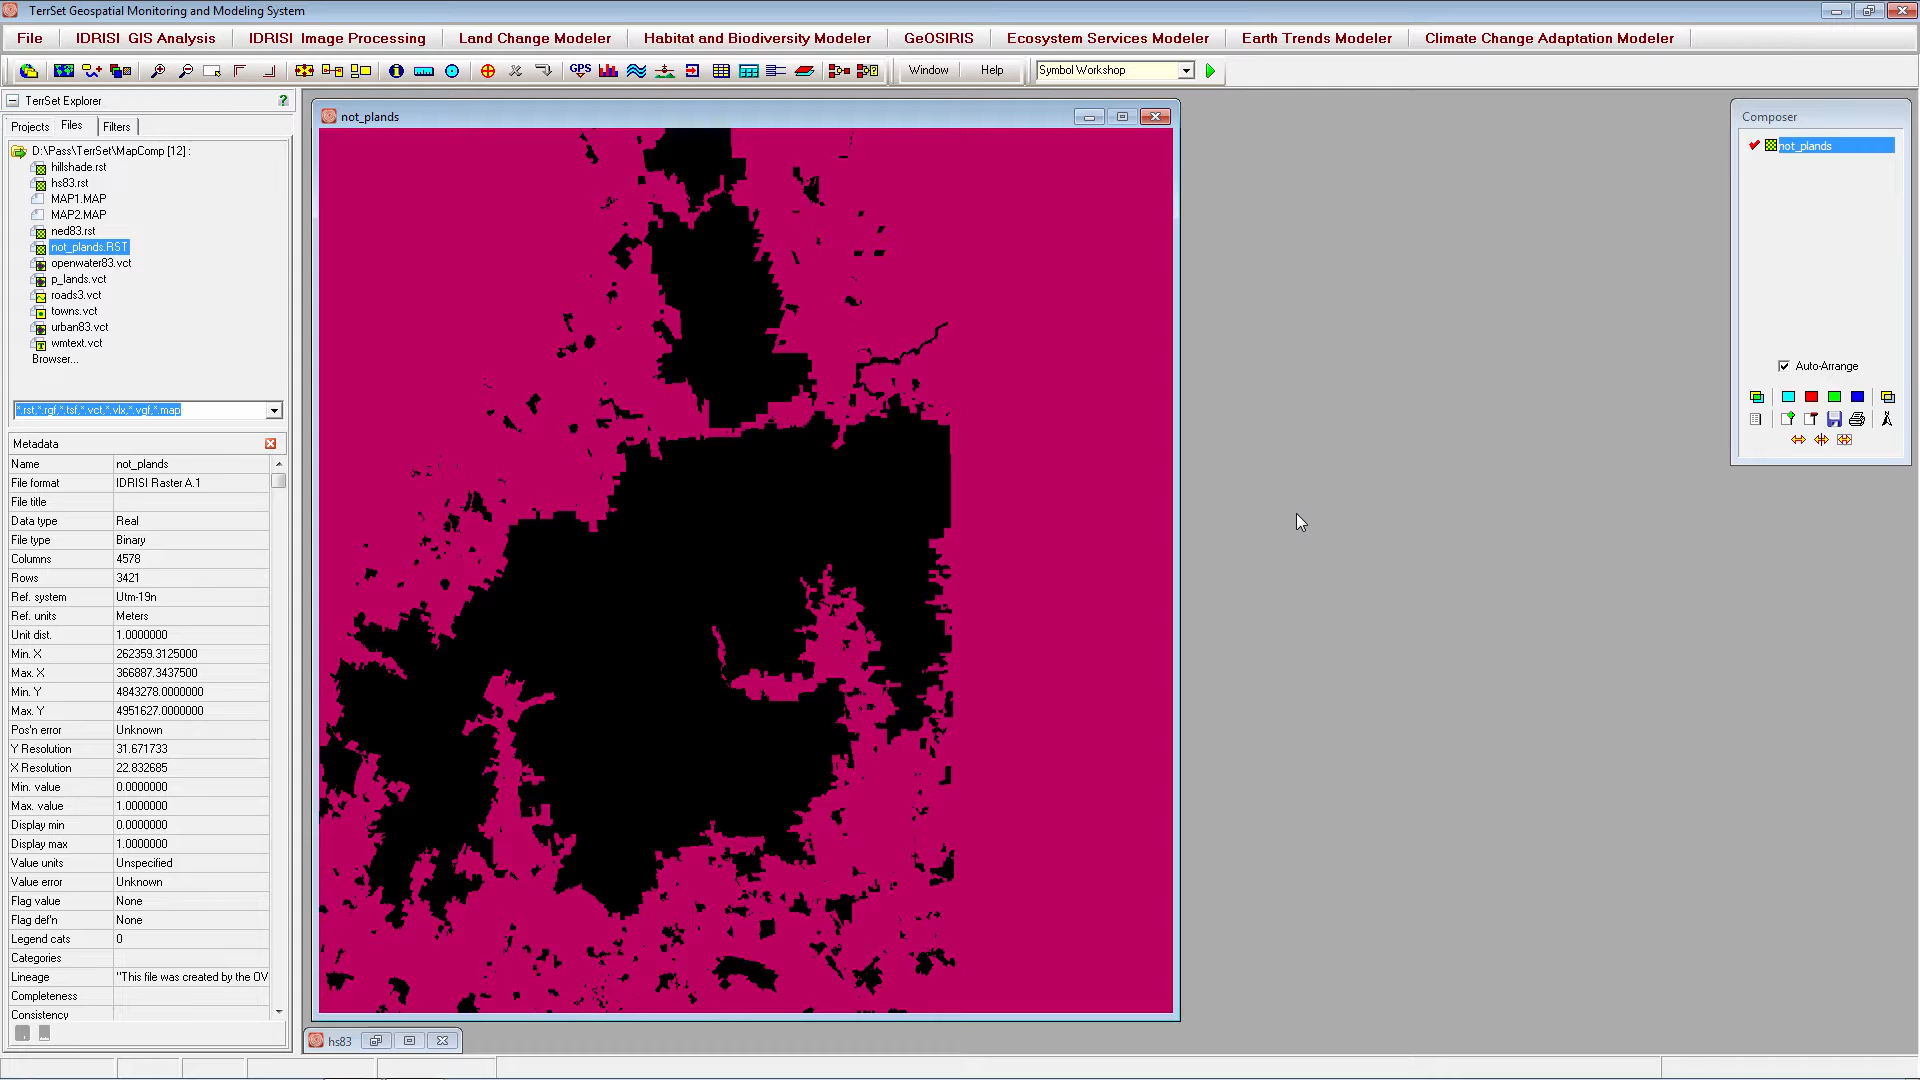 TerrSet Geospatial Monitoring and Modeling System
File
IDRISI GIS Analysis
IDRISI Image Processing
Land Change Modeler
Habitat and Biodiversity Modeler
GeOSIRIS
Ecosystem Services Modeler
Earth Trends Modeler
Climate Change Adaptation Modeler
GPS
Window
Help
Symbol Workshop
TerrSet Explorer
?
Projects
Files
Filters
D:\Pass\TerrSet\MapComp [12] :
hillshade.rst
hs83.rst
MAP1.MAP
MAP2.MAP
ned83.rst
not_plands.RST
openwater83.vct
p_lands.vct
roads3.vct
towns.vct
urban83.vct
wmtext.vct
Browser...
*.rst,*.rgf,*.tsf,*.vct,*.vlx,*.vgf,*.map
Metadata
Name not_plands
File format IDRISI Raster A.1
File title
Data type Real
File type Binary
Columns 4578
Rows 3421
Ref. system Utm-19n
Ref. units Meters
Unit dist. 1.0000000
Min. X 262359.3125000
Max. X 366887.3437500
Min. Y 4843278.0000000
Max. Y 4951627.0000000
Pos'n error Unknown
Y Resolution 31.671733
X Resolution 22.832685
Min. value 0.0000000
Max. value 1.0000000
Display min 0.0000000
Display max 1.0000000
Value units Unspecified
Value error Unknown
Flag value None
Flag def'n None
Legend cats 0
Categories
Lineage "This file was created by the OV
Completeness
Consistency
not_plands
hs83
Composer
not_plands
Auto-Arrange